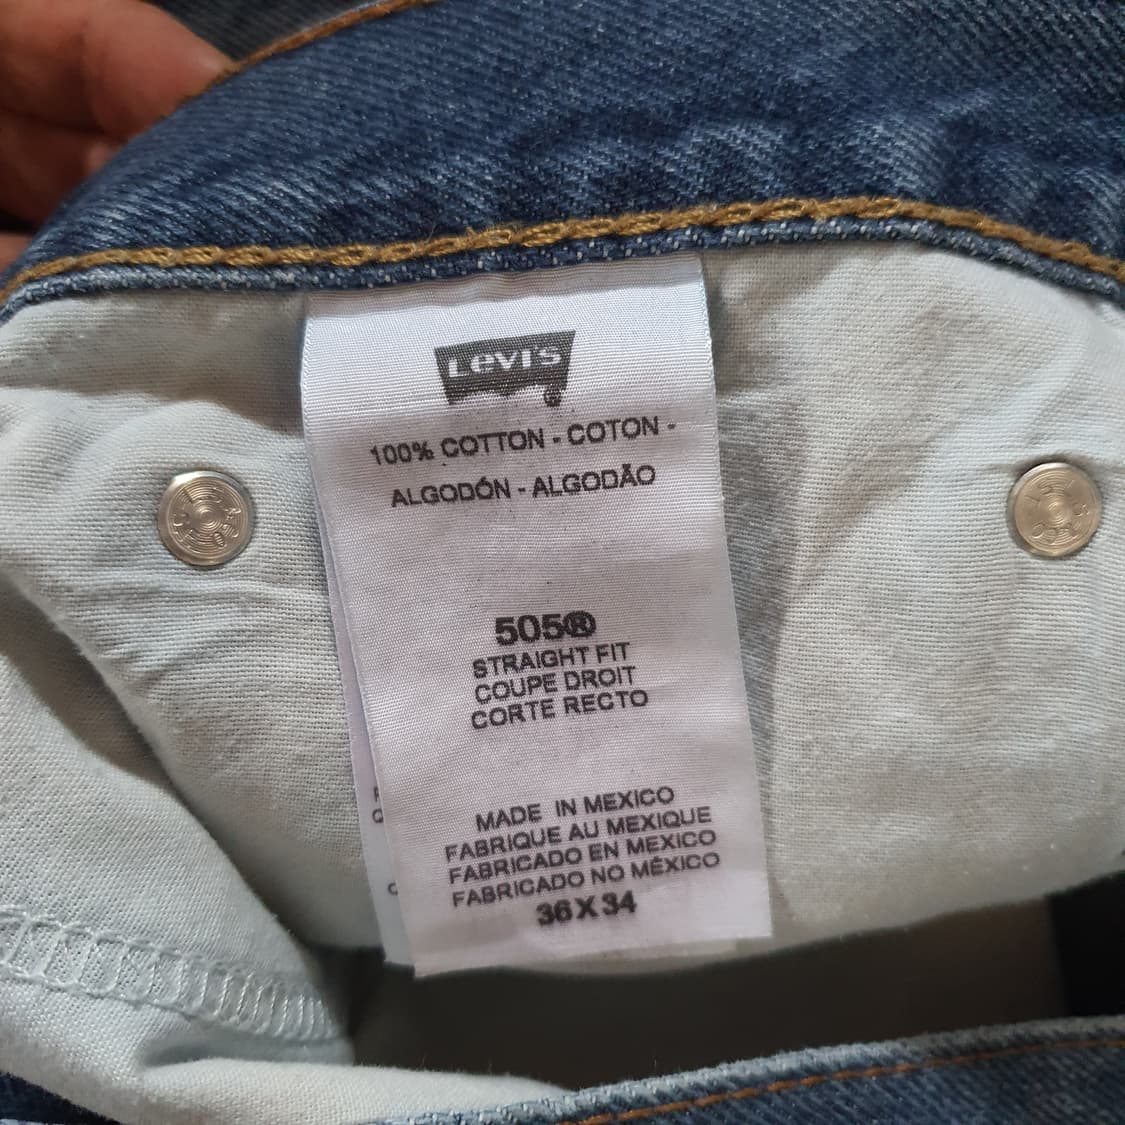 Levi's
®
100% COTTON - COTON -
ALGODÓN - ALGODÃO
505®
STRAIGHT FIT
COUPE DROIT
CORTE RECTO
MADE IN MEXICO
FABRIQUE AU MEXIQUE
FABRICADO EN MEXICO
FABRICADO NO MÉXICO
36 X 34